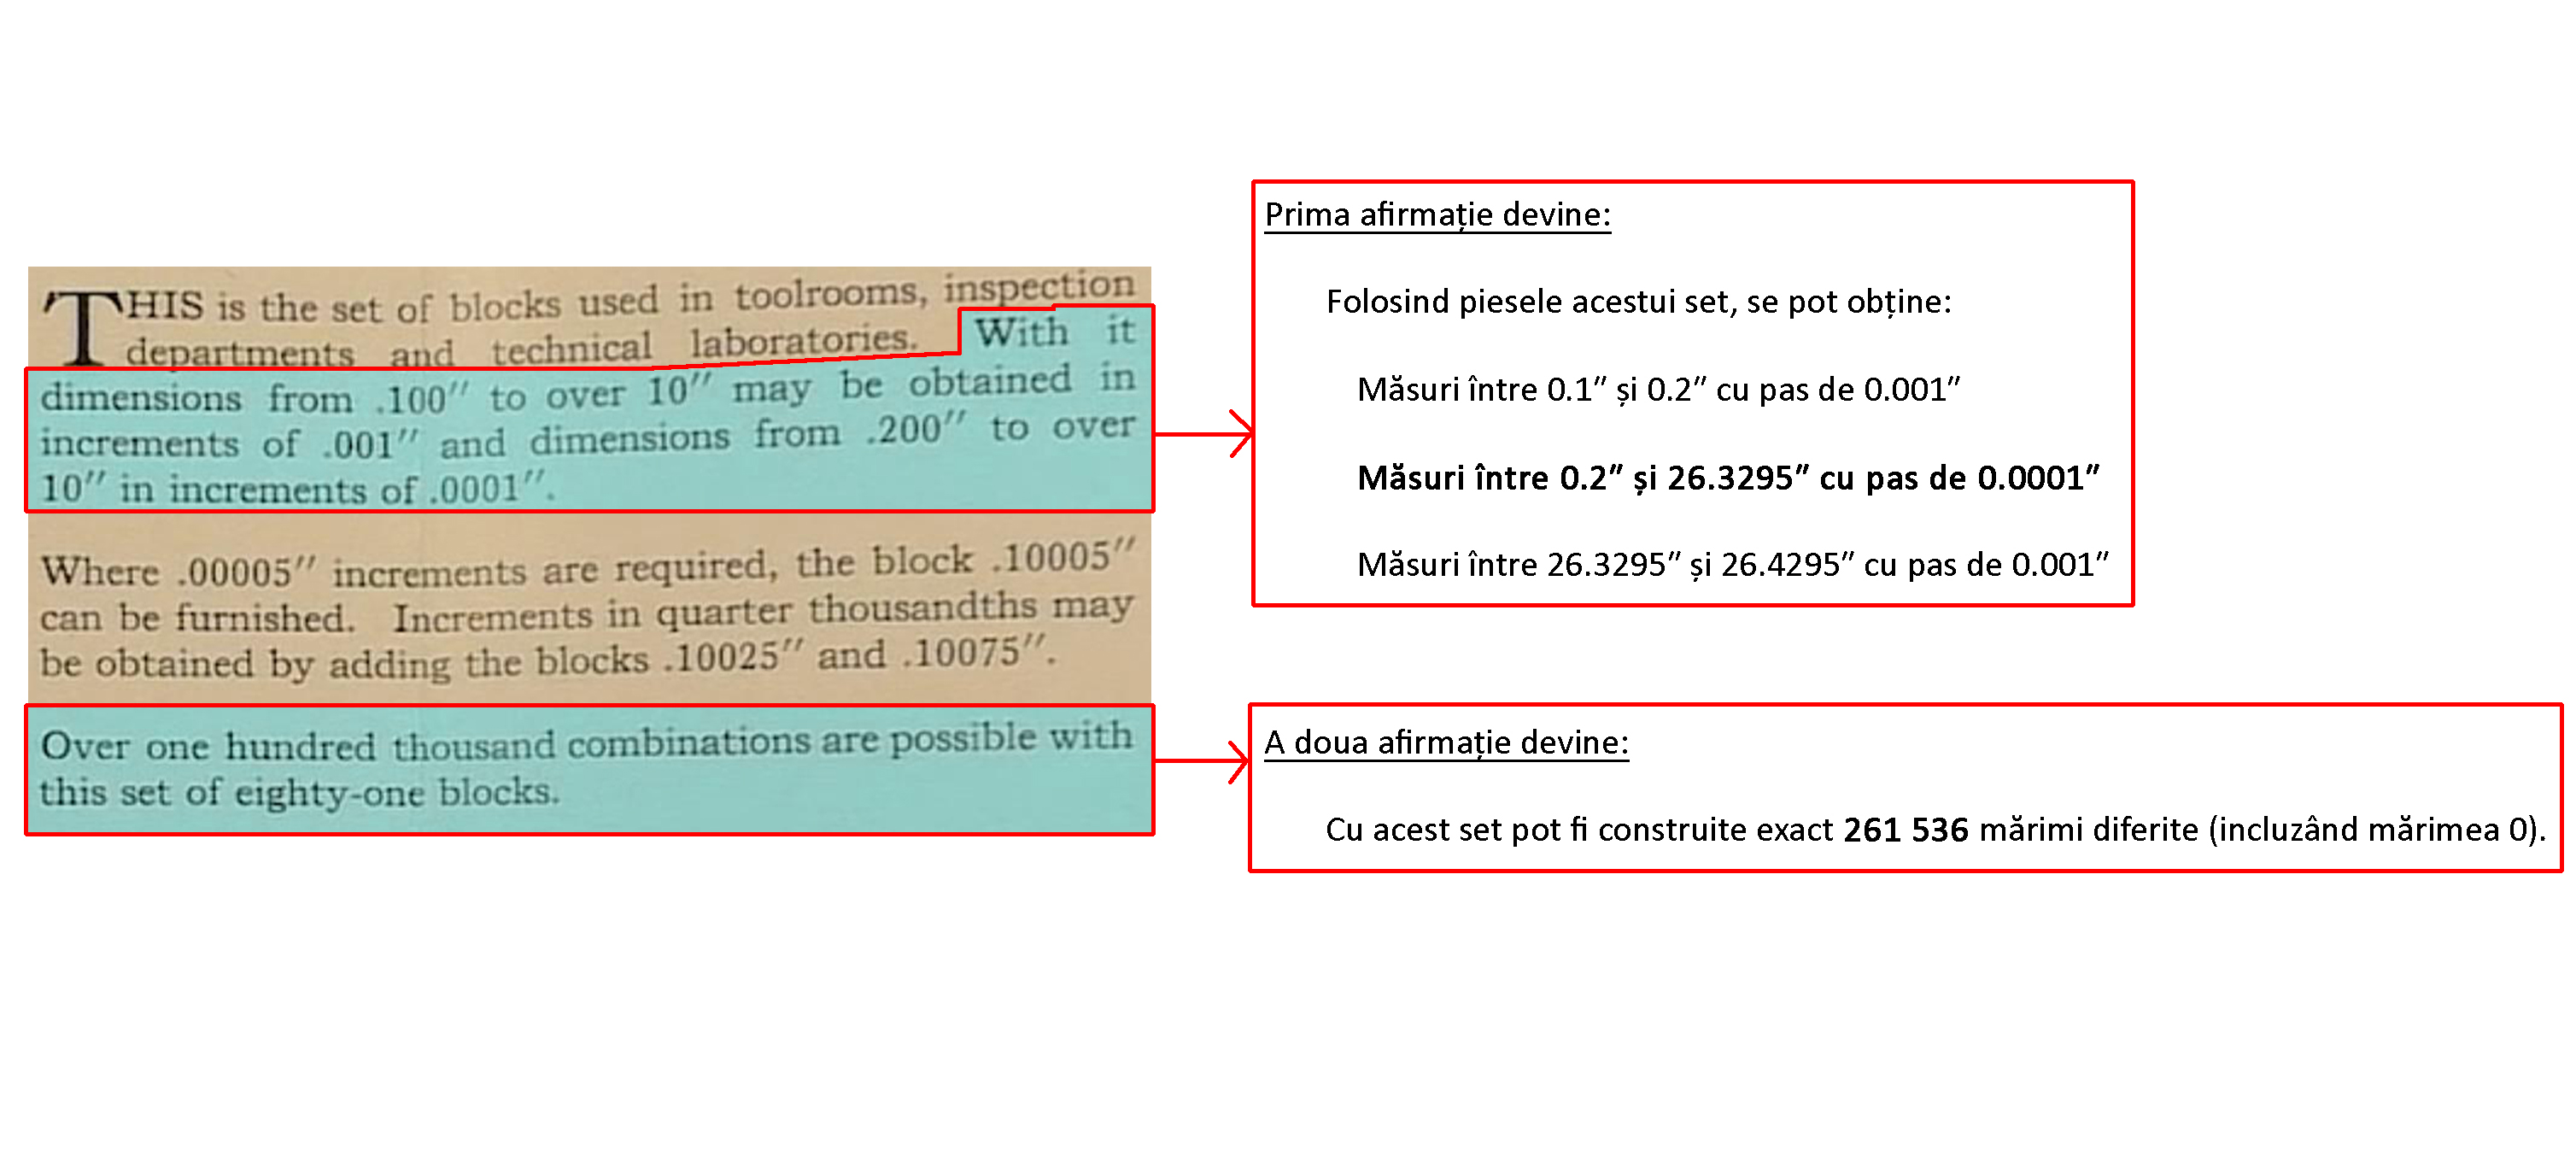 THIS is the set of blocks used in toolrooms, inspection
departments and technical laboratories. With it
dimensions from .100″ to over 10″ may be obtained in
increments of .001″ and dimensions from .200″ to over
10″ in increments of .0001″.
Where .00005″ increments are required, the block .10005″
can be furnished. Increments in quarter thousandths may
be obtained by adding the blocks .10025″ and .10075″.
Over one hundred thousand combinations are possible with
this set of eighty-one blocks.
Prima afirmație devine:
Folosind piesele acestui set, se pot obține:
Măsuri între 0.1″ și 0.2″ cu pas de 0.001″
Măsuri între 0.2″ și 26.3295″ cu pas de 0.0001″
Măsuri între 26.3295″ și 26.4295″ cu pas de 0.001″
A doua afirmație devine:
Cu acest set pot fi construite exact 261 536 mărimi diferite (incluzând mărimea 0).